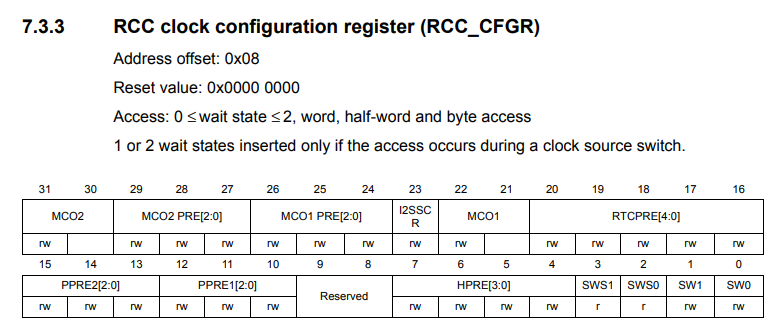 7.3.3 RCC clock configuration register (RCC_CFGR)
Address offset: 0x08
Reset value: 0x0000 0000
Access: 0 ≤ wait state ≤ 2, word, half-word and byte access
1 or 2 wait states inserted only if the access occurs during a clock source switch.
31 30 29 28 27 26 25 24 23 22 21 20 19 18 17 16
MCO2 MCO2 PRE[2:0] MCO1 PRE[2:0] I2SSC
R MCO1 RTCPRE[4:0]
rw rw rw rw rw rw rw rw rw rw rw rw rw rw
15 14 13 12 11 10 9 8 7 6 5 4 3 2 1 0
PPRE2[2:0] PPRE1[2:0] Reserved HPRE[3:0] SWS1 SWS0 SW1 SW0
rw rw rw rw rw rw rw rw rw rw r r rw rw